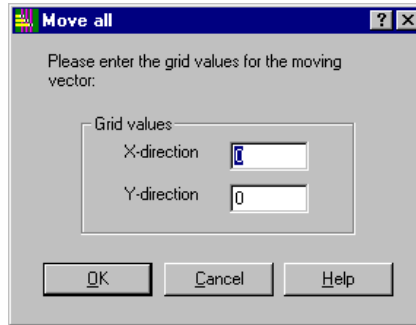 Move all
Please enter the grid values for the moving
vector:
Grid values
X-direction 0
Y-direction 0
OK Cancel Help